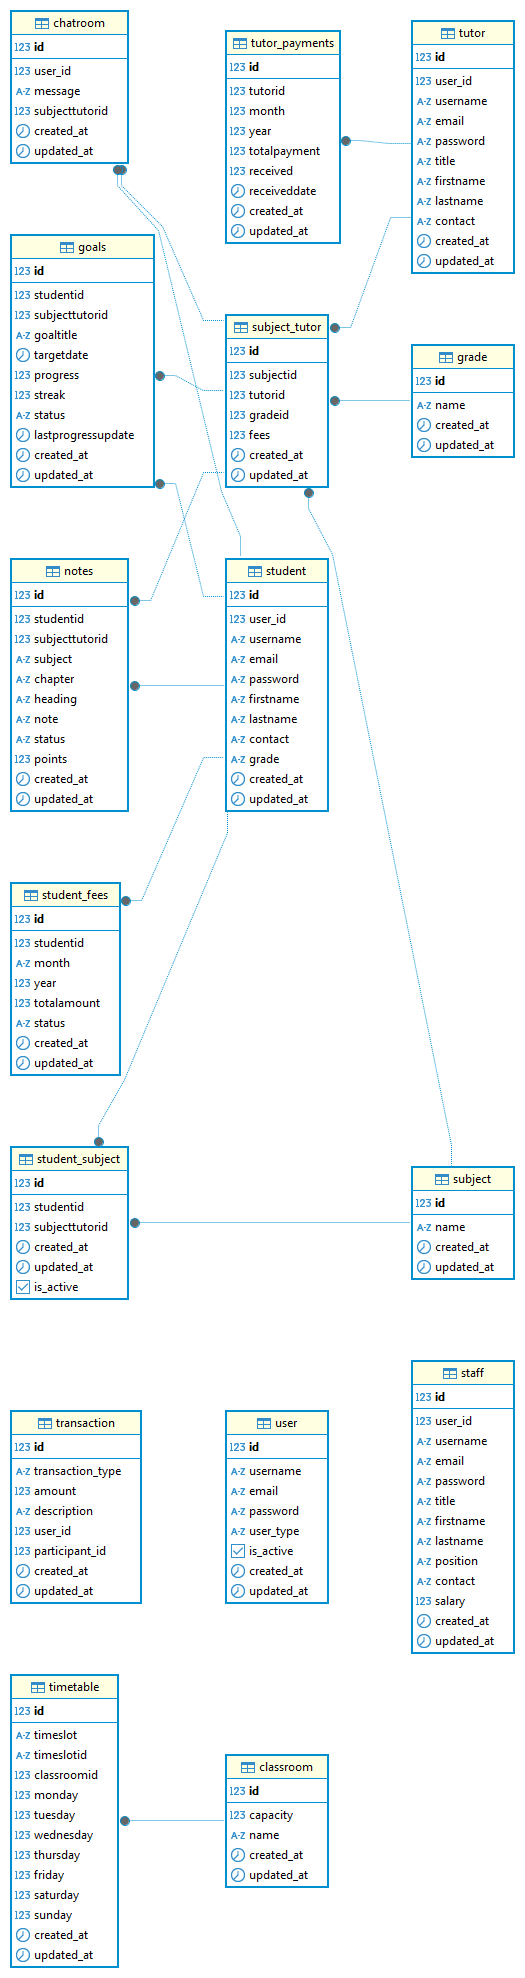 chatroom
123 id
123 user_id
A-Z message
123 subjecttutorid
created_at
updated_at
tutor_payments
123 id
123 tutorid
123 month
123 year
123 totalpayment
123 received
receiveddate
created_at
updated_at
tutor
123 id
123 user_id
A-Z username
A-Z email
A-Z password
A-Z title
A-Z firstname
A-Z lastname
A-Z contact
created_at
updated_at
goals
123 id
123 studentid
123 subjecttutorid
A-Z goaltitle
targetdate
123 progress
123 streak
A-Z status
lastprogressupdate
created_at
updated_at
subject_tutor
123 id
123 subjectid
123 tutorid
123 gradeid
123 fees
created_at
updated_at
grade
123 id
A-Z name
created_at
updated_at
notes
123 id
123 studentid
123 subjecttutorid
A-Z subject
A-Z chapter
A-Z heading
A-Z note
A-Z status
123 points
created_at
updated_at
student
123 id
123 user_id
A-Z username
A-Z email
A-Z password
A-Z firstname
A-Z lastname
A-Z contact
A-Z grade
created_at
updated_at
student_fees
123 id
123 studentid
A-Z month
123 year
123 totalamount
A-Z status
created_at
updated_at
student_subject
123 id
123 studentid
123 subjecttutorid
created_at
updated_at
is_active
subject
123 id
A-Z name
created_at
updated_at
staff
123 id
123 user_id
A-Z username
A-Z email
A-Z password
A-Z title
A-Z firstname
A-Z lastname
A-Z position
A-Z contact
123 salary
created_at
updated_at
transaction
123 id
A-Z transaction_type
123 amount
A-Z description
123 user_id
123 participant_id
created_at
updated_at
user
123 id
A-Z username
A-Z email
A-Z password
A-Z user_type
is_active
created_at
updated_at
timetable
123 id
A-Z timeslot
A-Z timeslotid
123 classroomid
123 monday
123 tuesday
123 wednesday
123 thursday
123 friday
123 saturday
123 sunday
created_at
updated_at
classroom
123 id
123 capacity
A-Z name
created_at
updated_at